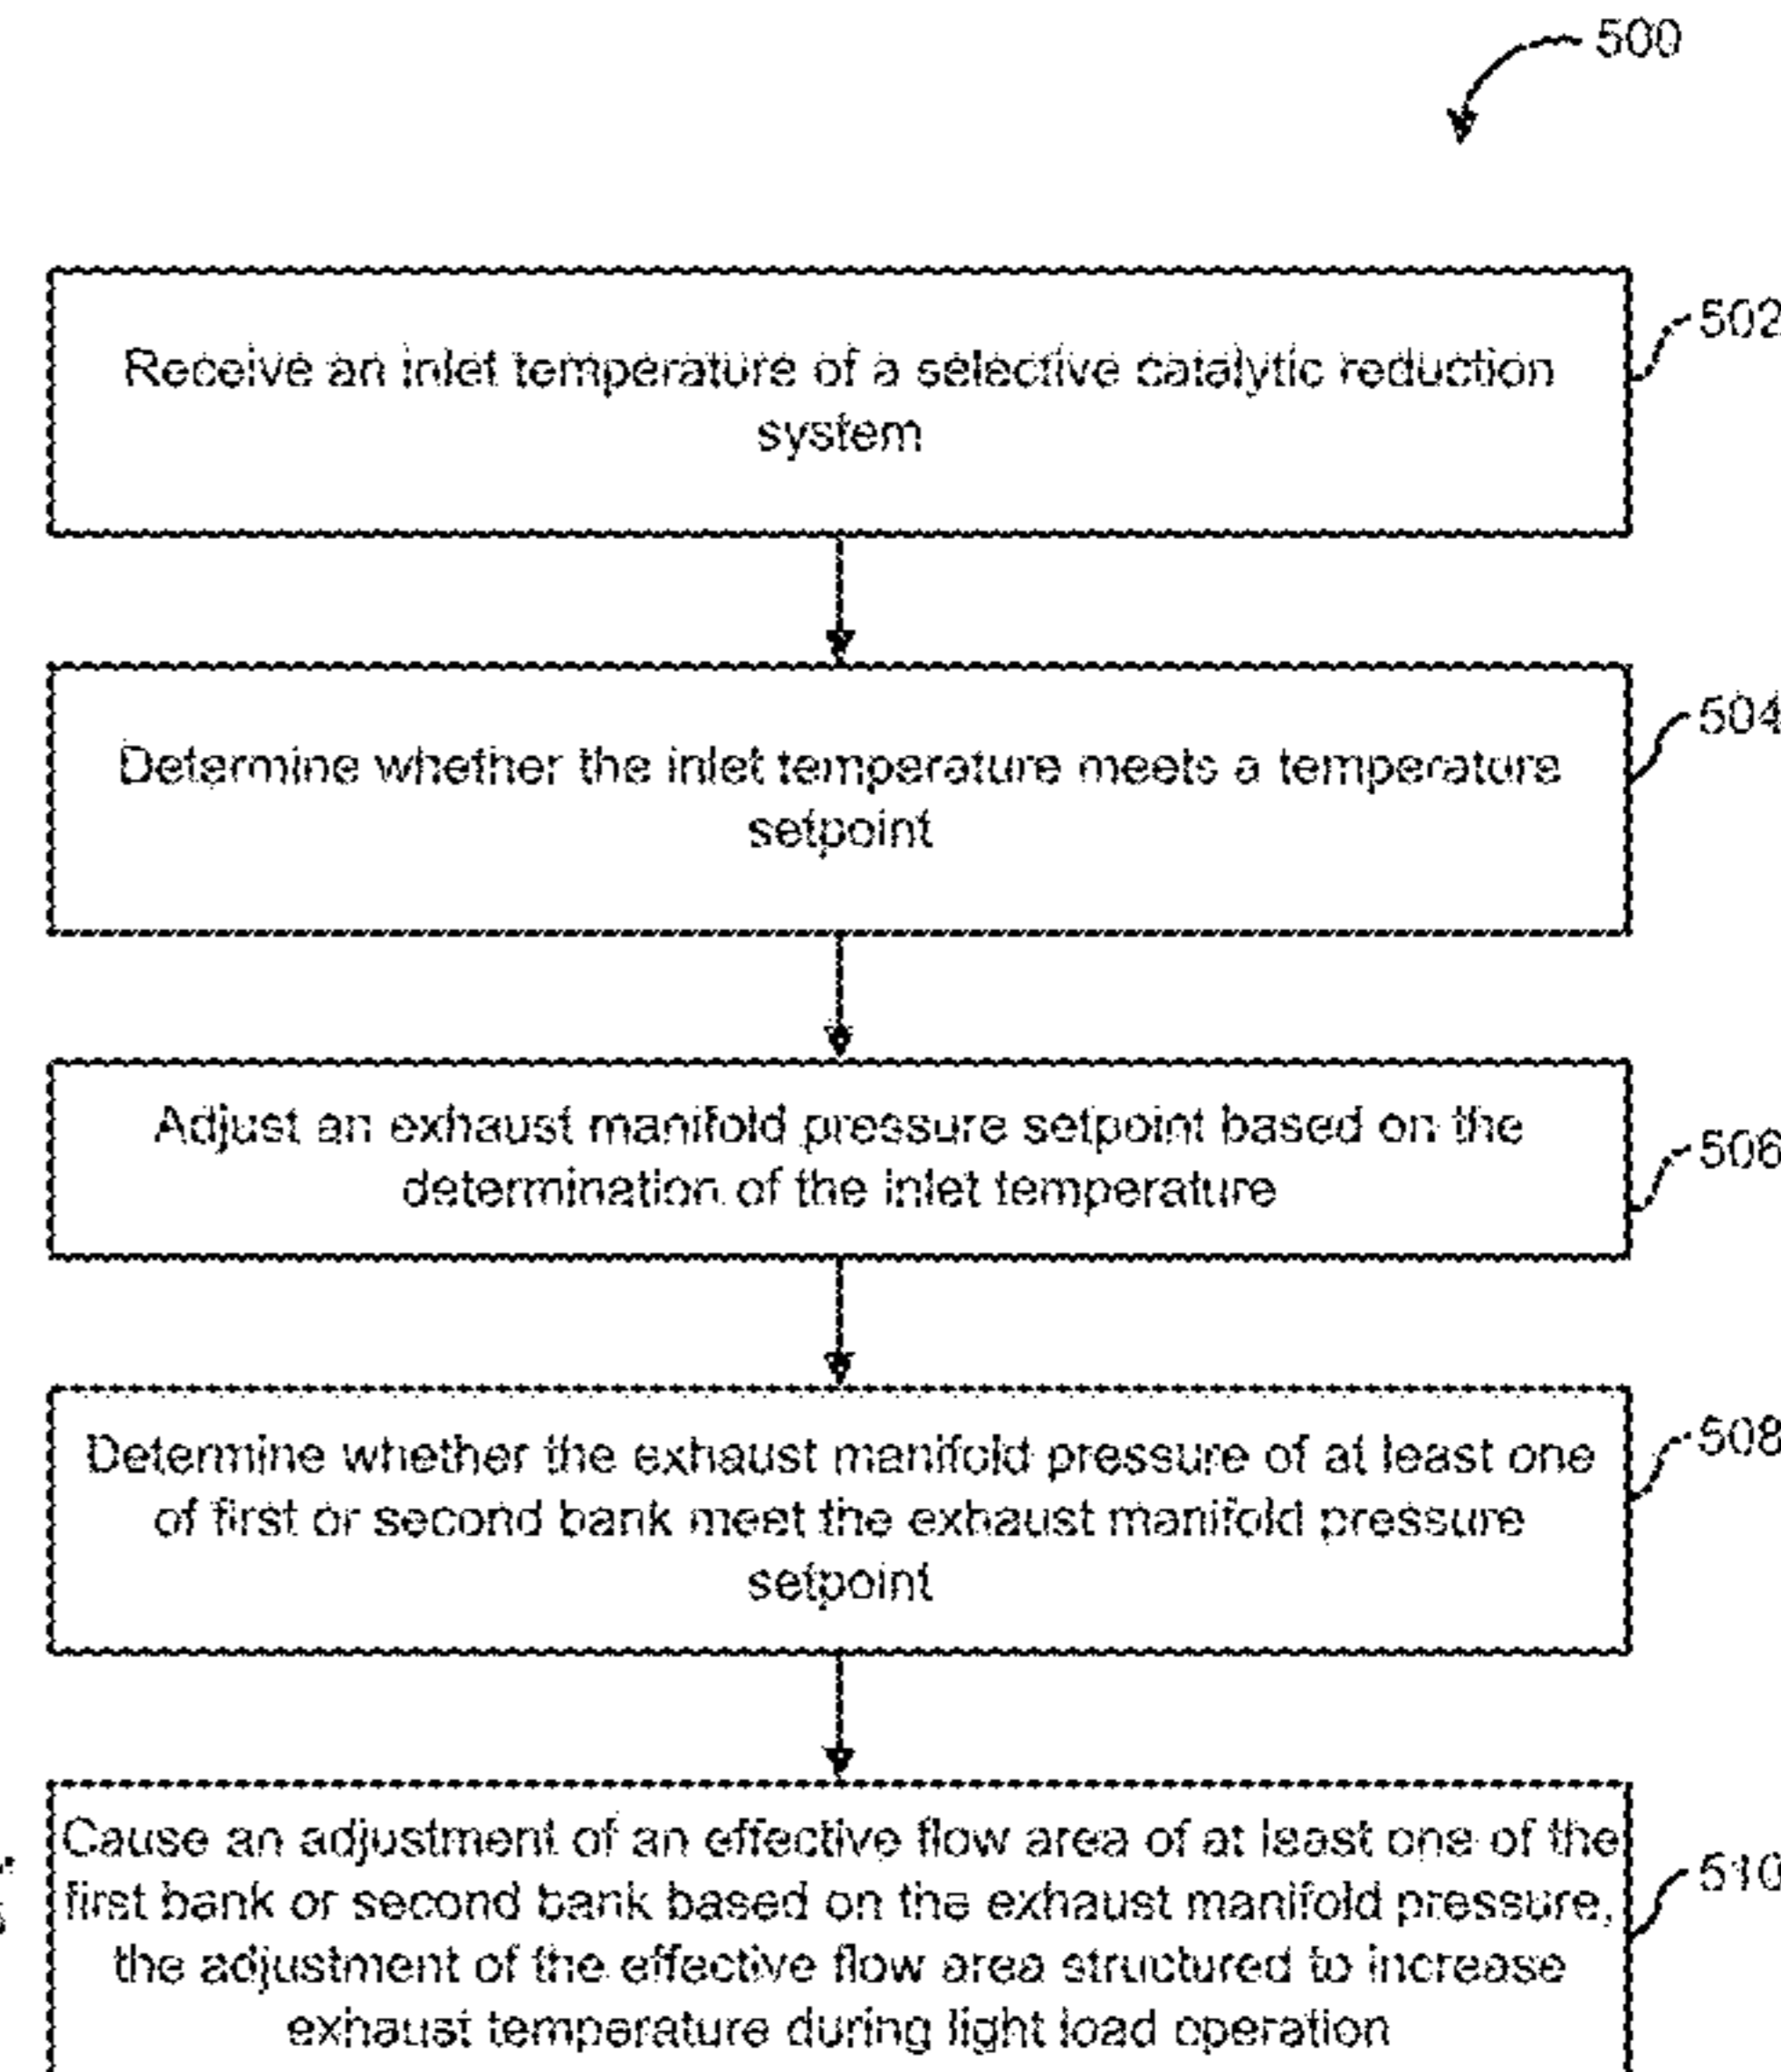 500
Receive an inlet temperature of a selective catalytic reduction
system
502
Determine whether the inlet temperature meets a temperature
setpoint
504
Adjust an exhaust manifold pressure setpoint based on the
determination of the inlet temperature
506
Determine whether the exhaust manifold pressure of at least one
of first or second bank meet the exhaust manifold pressure
setpoint
508
Cause an adjustment of an effective flow area of at least one of the
first bank or second bank based on the exhaust manifold pressure,
the adjustment of the effective flow area structured to increase
exhaust temperature during light load operation
510